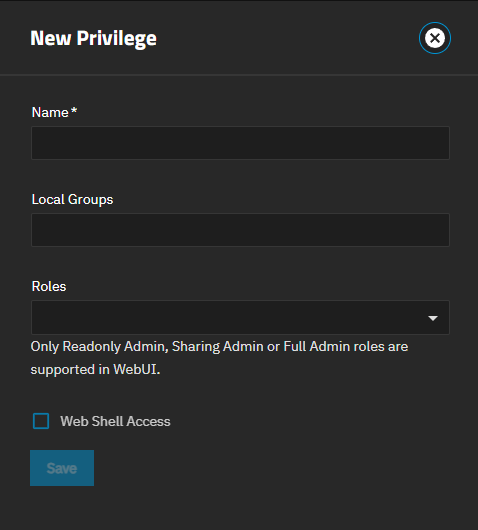 New Privilege
Name *
Local Groups
Roles
Only Readonly Admin, Sharing Admin or Full Admin roles are
supported in WebUI.
Web Shell Access
Save